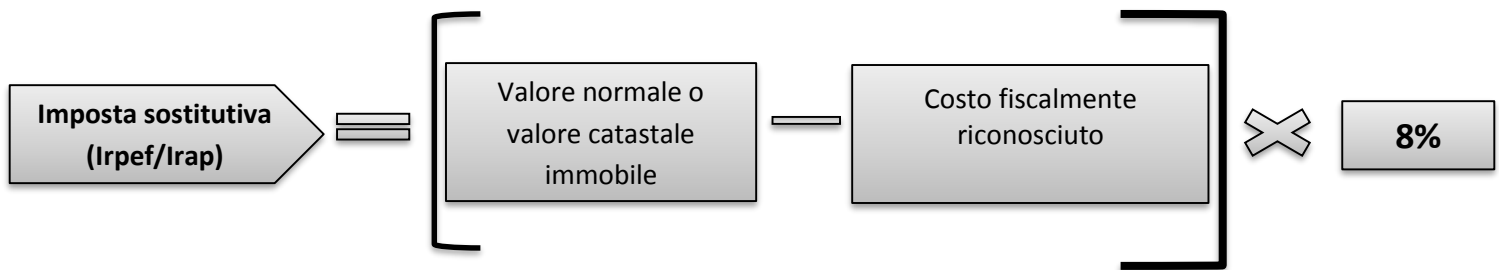 Imposta sostitutiva
(Irpef/Irap)
Valore normale o
valore catastale
immobile
Costo fiscalmente
riconosciuto
8%